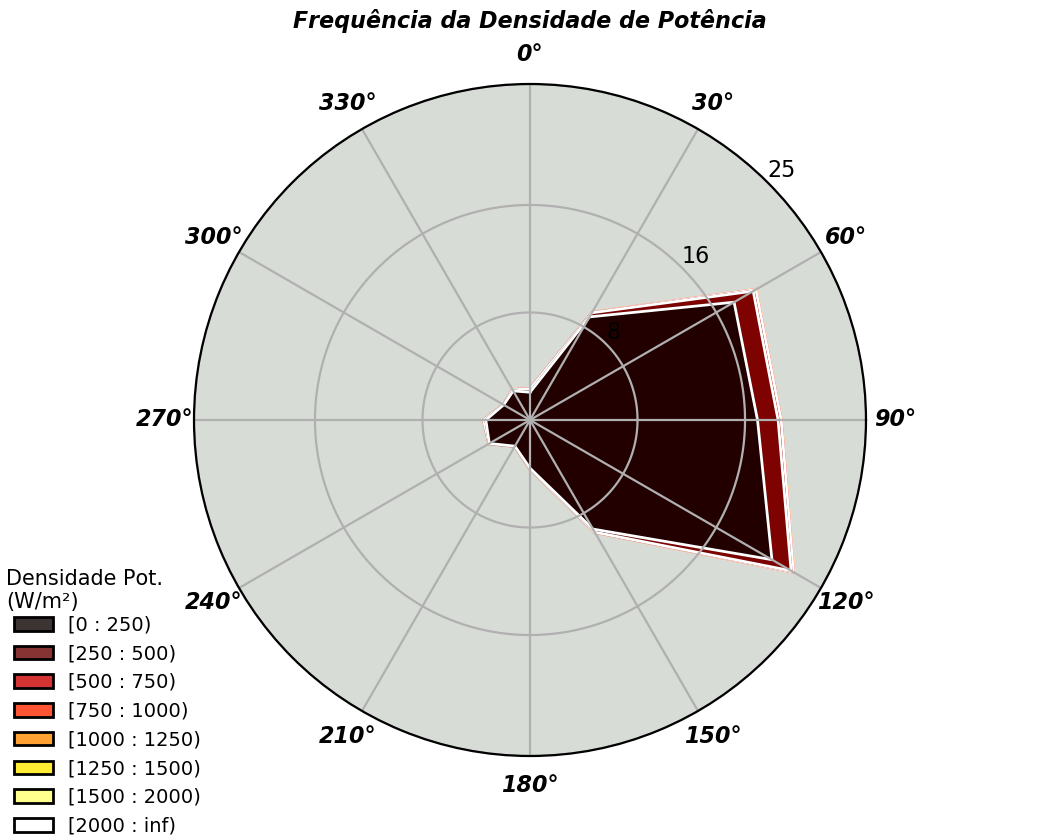 Frequência da Densidade de Potência
0°
330°
30°
25
300°
60°
16
8
270°
90°
Densidade Pot.
(W/m²)
240°
120°
[0 : 250)
[250 : 500)
[500 : 750)
[750 : 1000)
210°
150°
[1000 : 1250)
[1250 : 1500)
180°
[1500 : 2000)
[2000 : inf)